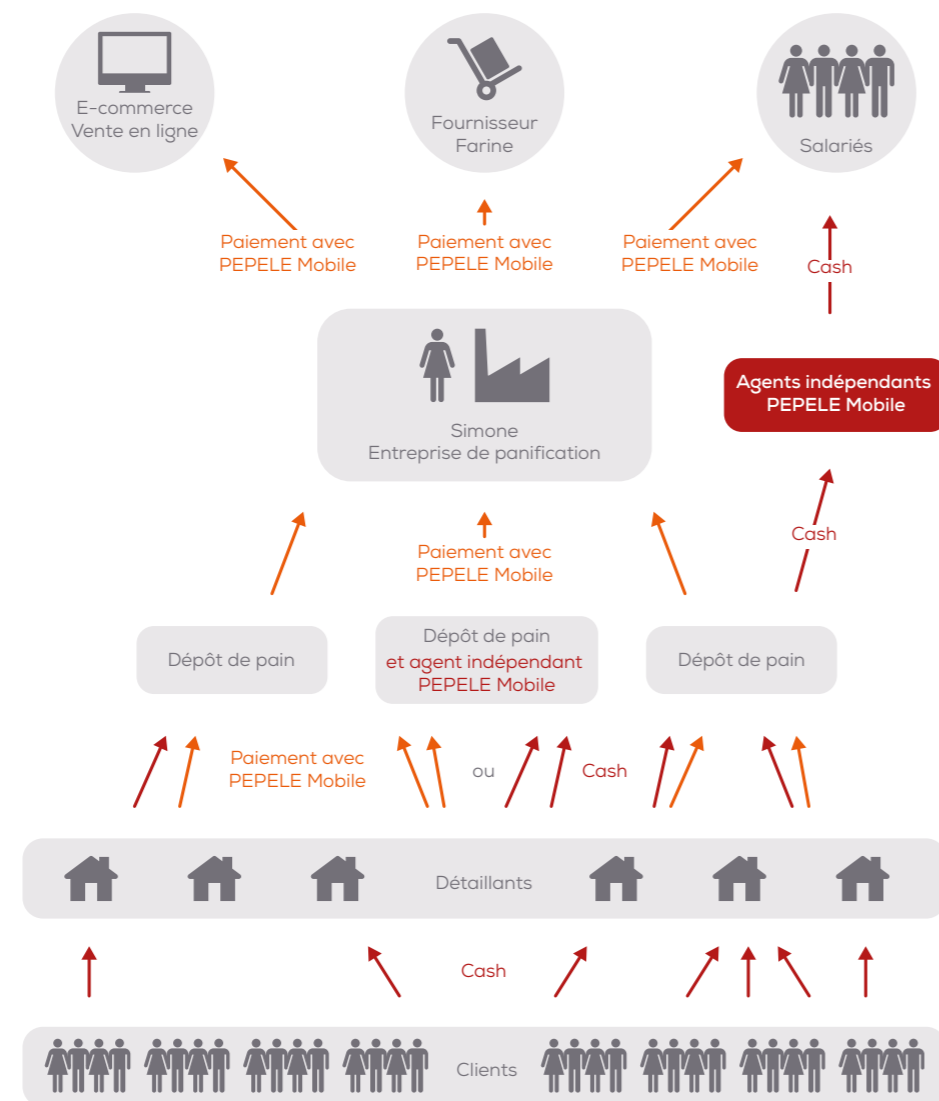 E-commerce
Vente en ligne
Fournisseur
Farine
Salariés
Paiement avec
PEPELE Mobile
Paiement avec
PEPELE Mobile
Paiement avec
PEPELE Mobile
Cash
Simone
Entreprise de panification
Agents indépendants
PEPELE Mobile
Cash
Paiement avec
PEPELE Mobile
Dépôt de pain
Dépôt de pain
et agent indépendant
PEPELE Mobile
Dépôt de pain
Paiement avec
PEPELE Mobile
ou
Cash
Détaillants
Cash
Clients